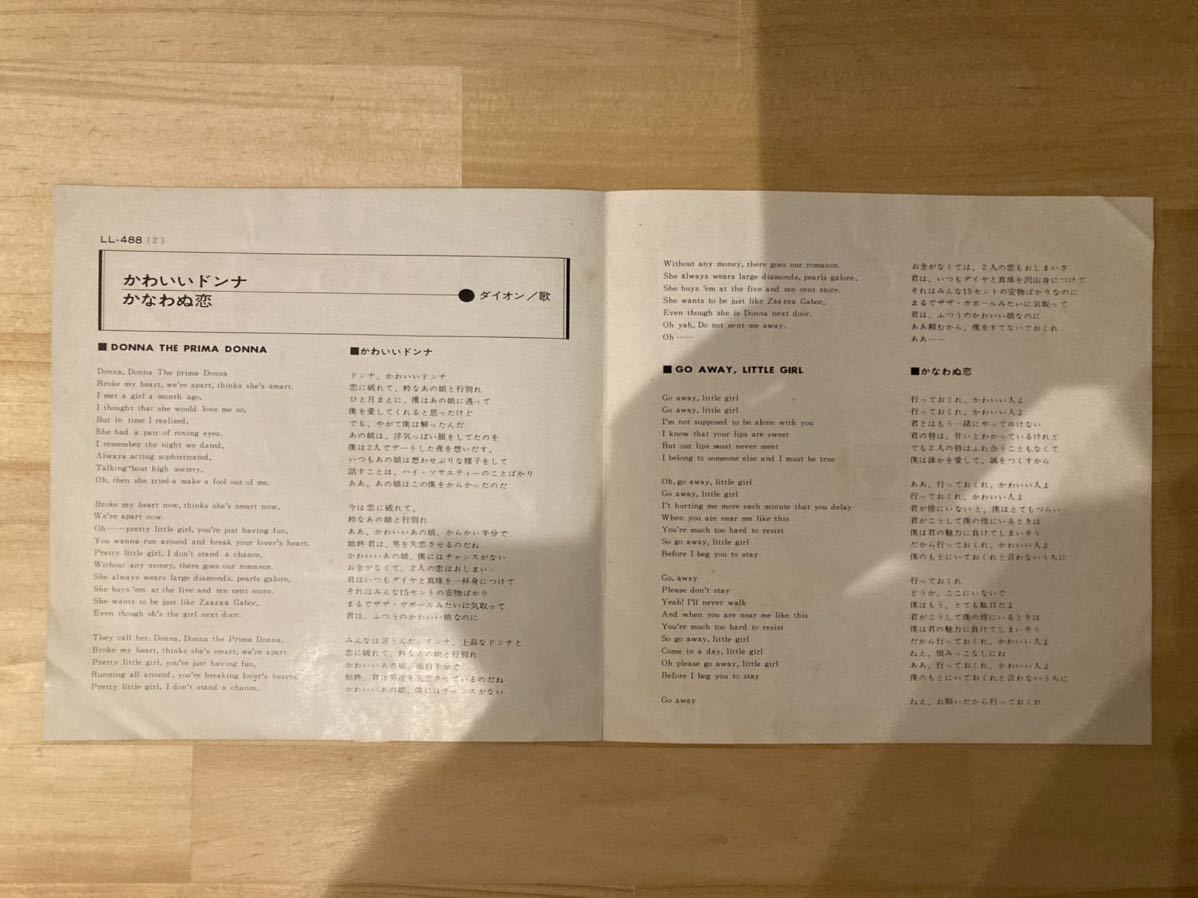 LL-488(2)
かわいいドンナ
かなわぬ恋
●ダイオン/歌
■ DONNA THE PRIMA DONNA
Donna, Donna The prima Donna
Broke my heart, we're apart, thinks she's smart.
I met a girl a month ago,
I thought that she would love me so,
But in time I realized,
She had a pair of roving eyes.
I remember the night we dated,
Always acting sophisticated,
Talking'bout high society,
Oh, then she tried-a make a fool out of me.
Broke my heart now, thinks she's smart now,
We're apart now.
Oh……pretty little girl, you're just having fun,
You wanna run around and break your lover's heart.
Pretty little girl, I don't stand a chance,
Without any money, there goes our romance.
She always wears large diamonds, pearls galore,
She buys 'em at the five and ten cent store.
She wants to be just like Zsazsa Gabor,
Even though sh's the girl next door.
They call her, Donna, Donna the Prima Donna,
Broke my heart, thinks she's smart, we're apart.
Pretty little girl, you're just having fun,
Running all around, you're breaking lover's hearts.
Pretty little girl, I don't stand a chance,
■かわいいドンナ
ドンナ、かわいいドンナ
恋に破れて、粋なあの娘と行別れ
ひと月まえに、僕はあの娘に遇って
僕を愛してくれると思ったけど
でも、やがて僕は解ったんだ
あの娘は、浮気っぽい眼をしてたのを
僕は2人でデートした夜を想いだす。
いつもあの娘は思わせぶりな様子をして
話すことは、ハイ・ソサエティーのことばかり
ああ、あの娘はこの僕をからかったのだ
今は恋に破れて、
粋なあの娘と行別れ
ああ、かわいいあの娘、からかい半分で
始終君は、男を失恋させるのだね
かわいいあの娘、僕にはチャンスがない
お金がなくて、2人の恋はおしまい
君はいつもダイヤと真珠を一杯身につけて
それはみんな15セントの安物ばかり
まるでザザ・ガボールみたいに気取って
君は、ふつうのかわいい娘なのに
みんなは言うんだ、ドンナ、上品なドンナと
恋に破れて、粋なあの娘と行別れ
かわいいあの娘、面白半分で
始終、君は男達を失恋させているのだね
かわいいあの娘、僕にはチャンスがない
Without any money, there goes our romance.
She always wears large diamonds, pearls galore,
She buys 'em at the five and ten cent store.
She wants to be just like Zsazsa Gabor,
Even though she is Donna next door.
Oh yah, Do not sent me away.
Oh ……
お金がなくては、2人の恋もおしまいさ
君は、いつもダイヤと真珠を沢山身につけて
それはみんな15セントの安物ばかりなのに
まるでザザ・ガボールみたいに気取って
君は、ふつうのかわいい娘なのに
ああ頼むから、僕をすてないでおくれ
ああ……
■ GO AWAY, LITTLE GIRL
Go away, little girl
Go away, little girl
I'm not supposed to be alone with you
I know that your lips are sweet
But our lips must never meet
I belong to someone else and I must be true
Oh, go away, little girl
Go away, little girl
I't hurting me more each minute that you delay
When you are near me like this
You're much too hard to resist
So go away, little girl
Before I beg you to stay
Go, away
Please don't stay
Yeah! I'll never walk
And when you are near me like this
You're much too hard to resist
So go away, little girl
Come in a day, little girl
Oh please go away, little girl
Before I beg you to stay
Go away
■かなわぬ恋
行っておくれ、かわいい人よ
行っておくれ、かわいい人よ
君とはもう一緒にやってゆけない
君の唇は、甘いとわかっているけれど
でも2人の唇はふれ合うこともなくて
僕は誰かを愛して、誠をつくすから
ああ、行っておくれ、かわいい人よ
行っておくれ、かわいい人よ
君が傍にいないと、僕はとてもつらい
君がこうして僕の傍にいるときは
僕は君の魅力に負けてしまいそう
だから行っておくれ、かわいい人よ
僕のもとにいておくれと言わないうちに
行っておくれ
どうか、ここにいないで
僕はもう、とても駄目だよ
君がこうして僕の傍にいるときは
僕は君の魅力に負けてしまいそう
だから行っておくれ、かわいい人よ
ねえ、恨みっこなしにね
ああ、行っておくれ、かわいい人よ
僕のもとにいておくれと言わないうちに
ねえ、お願いだから行っておくれ